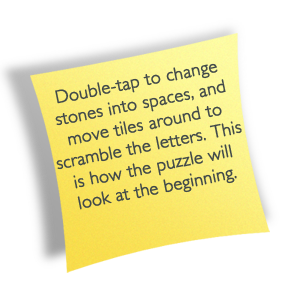 Double-tap to change
stones into spaces, and
move tiles around to
scramble the letters. This
is how the puzzle will
look at the beginning.